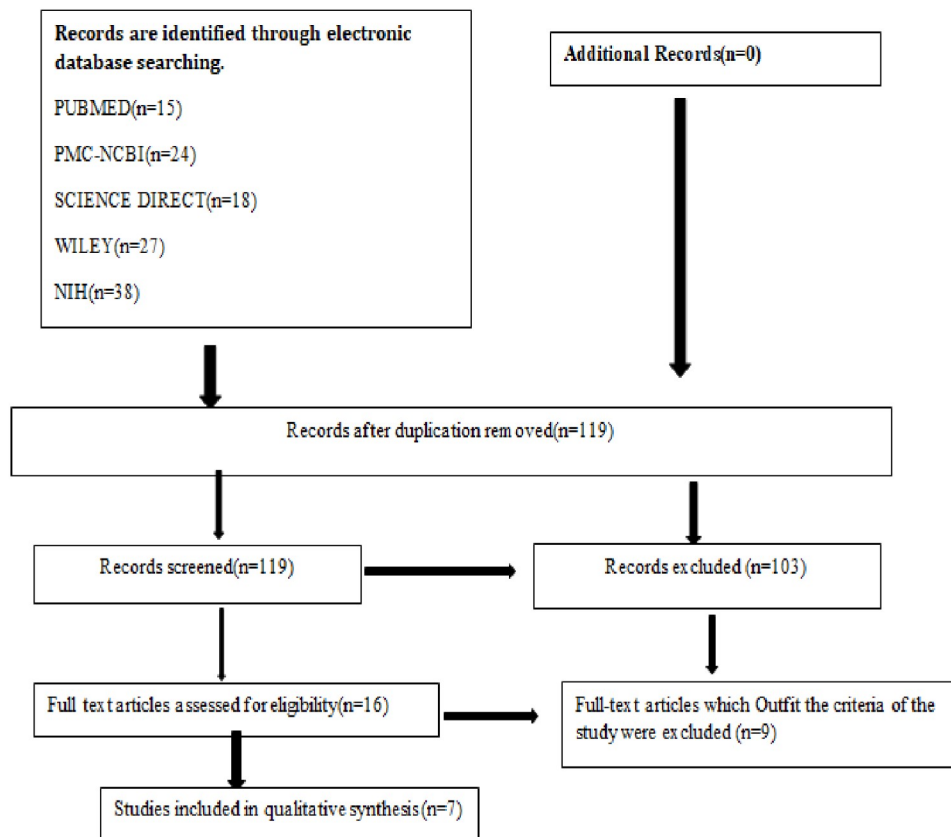 Records are identified through electronic
database searching.
PUBMED(n=15)
PMC-NCBI(n=24)
SCIENCE DIRECT(n=18)
WILEY(n=27)
NIH(n=38)
Additional Records(n=0)
Records after duplication removed(n=119)
Records screened(n=119)
Records excluded (n=103)
Full text articles assessed for eligibility(n=16)
Full-text articles which Outfit the criteria of the
study were excluded (n=9)
Studies included in qualitative synthesis(n=7)